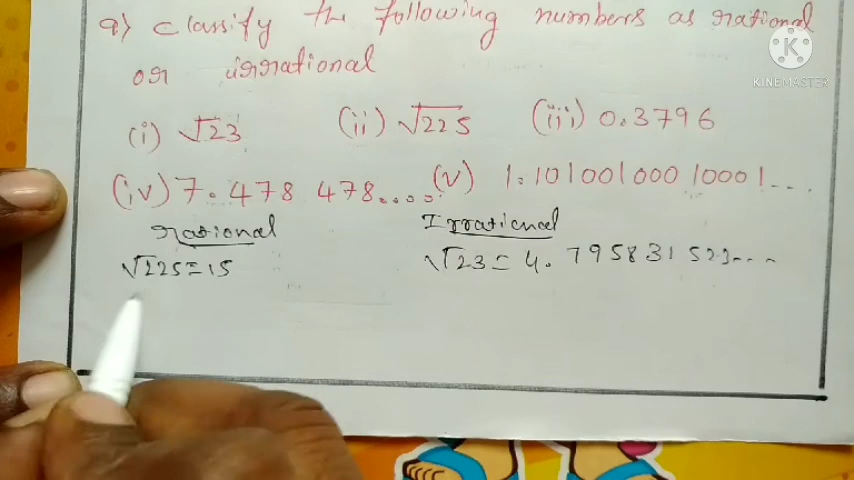 9) classify the following numbers as rational
or irrational
(i) √23 (ii) √225 (iii) 0.3796
(iv) 7.478 478.... (v) 1.101001000 10001...
rational Irrational
√225=15 √23= 4.795831523...
KINEMASTER